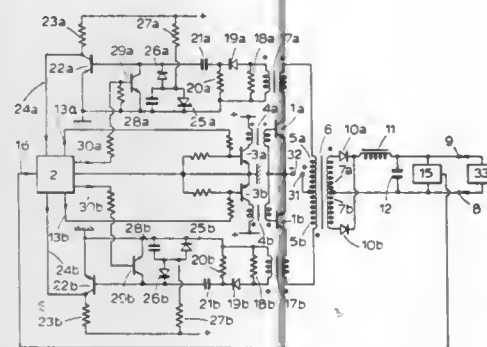 23a 27a + 
22a 29a 26a 21a 19a 18a 17a
24a 13a 20a
28a 25a 4a 1a
16 30a 5a 6 10a 11 9
3a 32
2 31 7a 15 33
3b 7b 12 8
30b 1b 5b
13b 28b 25b 4b 10b
24b 20b
22b 29b 26b 21b 19b 18b 17b
23b 27b +